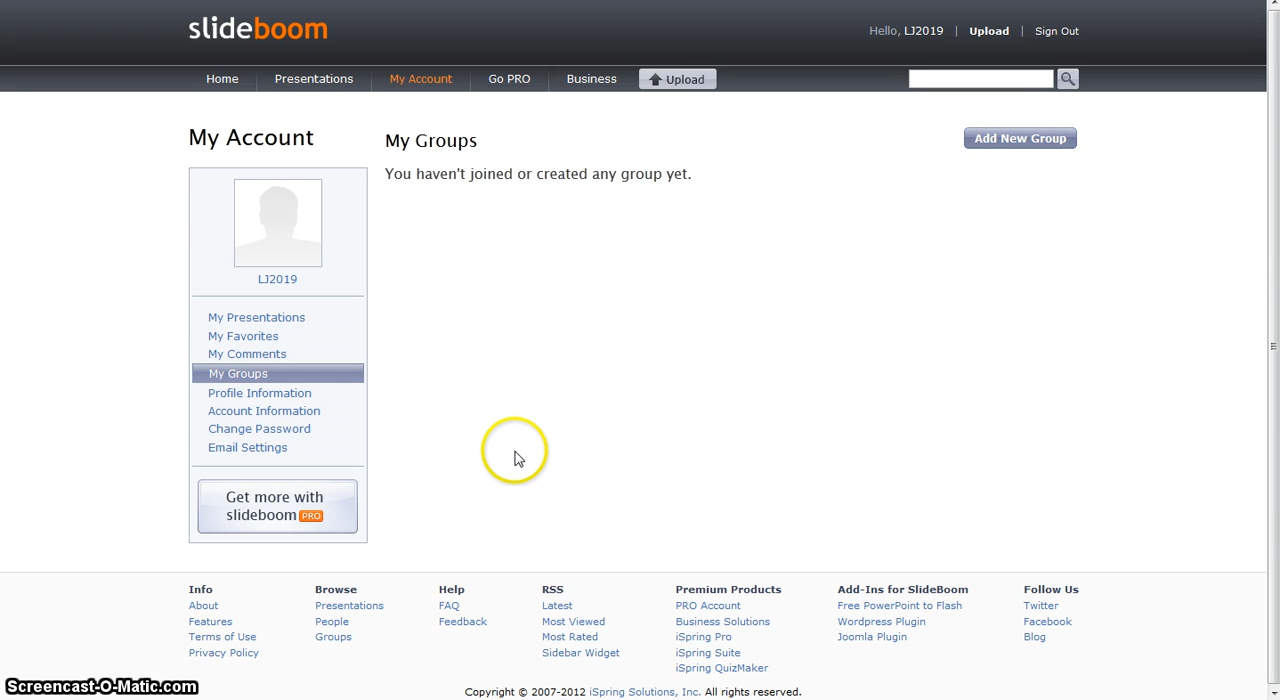 slideboom
Hello, LJ2019 | Upload | Sign Out
Home
Presentations
My Account
Go PRO
Business
Upload
My Account
LJ2019
My Presentations
My Favorites
My Comments
My Groups
Profile Information
Account Information
Change Password
Email Settings
Get more with
slideboom PRO
My Groups
Add New Group
You haven't joined or created any group yet.
Info
About
Features
Terms of Use
Privacy Policy
Browse
Presentations
People
Groups
Help
FAQ
Feedback
RSS
Latest
Most Viewed
Most Rated
Sidebar Widget
Premium Products
PRO Account
Business Solutions
iSpring Pro
iSpring Suite
iSpring QuizMaker
Add-Ins for SlideBoom
Free PowerPoint to Flash
Wordpress Plugin
Joomla Plugin
Follow Us
Twitter
Facebook
Blog
Copyright © 2007-2012 iSpring Solutions, Inc. All rights reserved.
Screencast-O-Matic.com